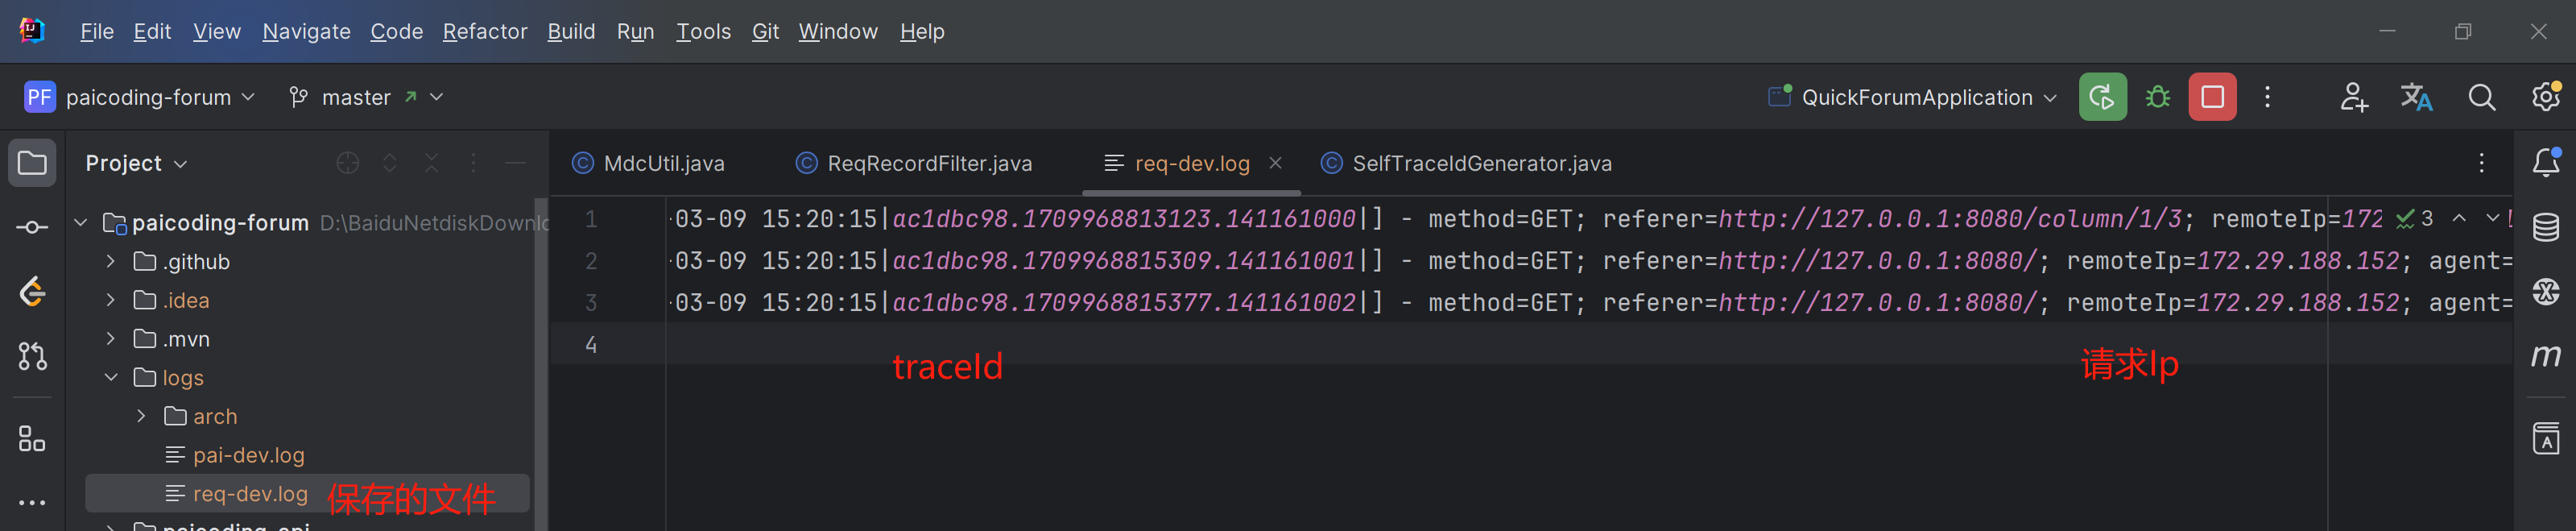 File Edit View Navigate Code Refactor Build Run Tools Git Window Help
PF paicoding-forum master QuickForumApplication
Project
MdcUtil.java ReqRecordFilter.java req-dev.log SelfTraceIdGenerator.java
paicoding-forum D:\BaiduNetdiskDownlo
.github
.idea
.mvn
logs
arch
pai-dev.log
req-dev.log 保存的文件
paicoding-api
1 -03-09 15:20:15|ac1dbc98.1709968813123.141161000|] - method=GET; referer=http://127.0.0.1:8080/column/1/3; remoteIp=172 3
2 -03-09 15:20:15|ac1dbc98.1709968815309.141161001|] - method=GET; referer=http://127.0.0.1:8080/; remoteIp=172.29.188.152; agent=
3 -03-09 15:20:15|ac1dbc98.1709968815377.141161002|] - method=GET; referer=http://127.0.0.1:8080/; remoteIp=172.29.188.152; agent=
4
traceId 请求Ip